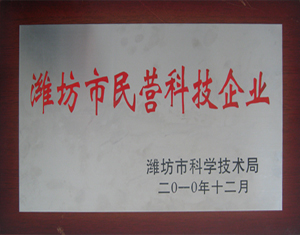 潍坊市民营科技企业
潍坊市科学技术局
二〇一〇年十二月